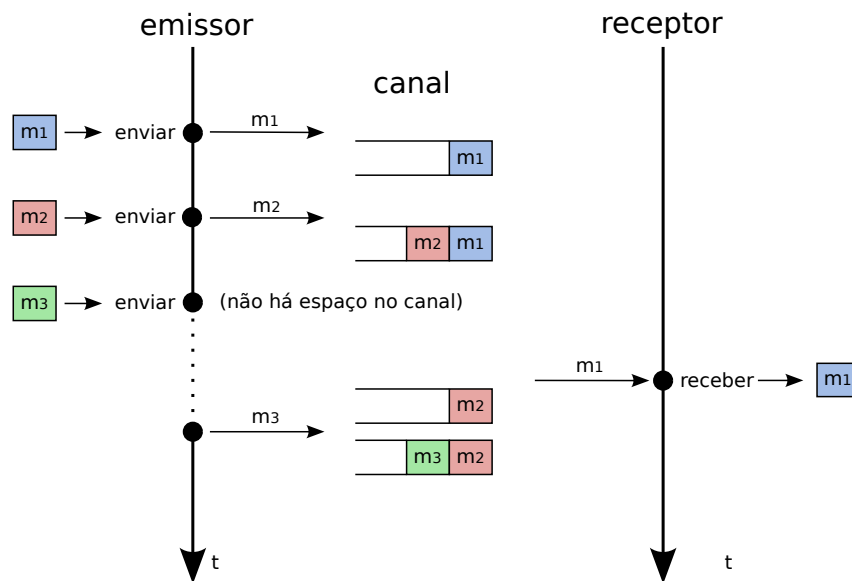 emissor
receptor
canal
m1
enviar
m1
m1
m2
enviar
m2
m2 m1
m3
enviar
(não há espaço no canal)
m1
receber
m1
m2
m3
m3 m2
t
t